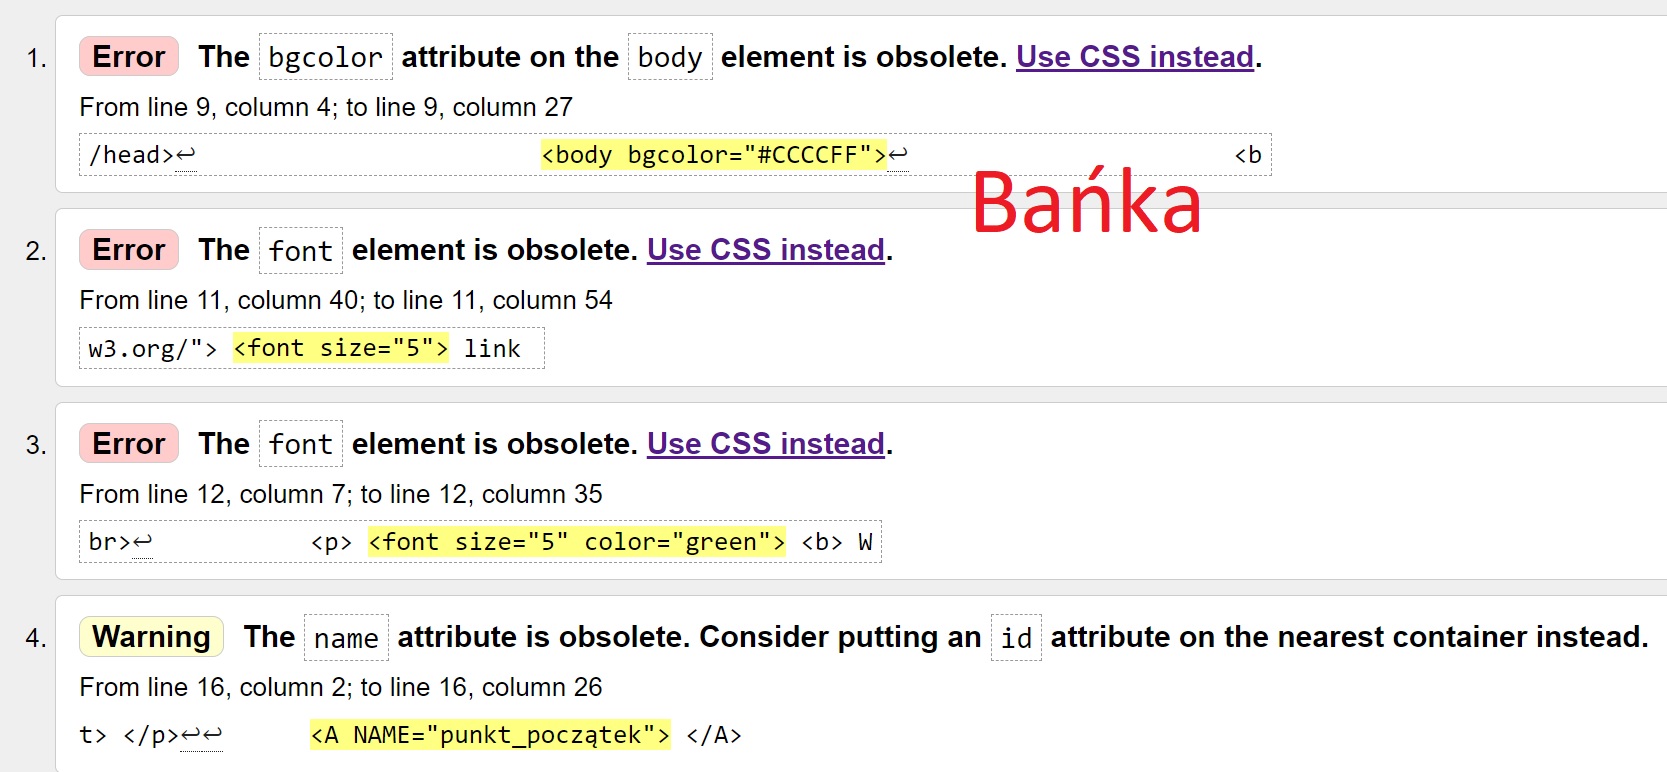 1. Error The bgcolor attribute on the body element is obsolete. Use CSS instead.
From line 9, column 4; to line 9, column 27
/head>↩ <body bgcolor="#CCCCFF">↩ <b
Bańka
2. Error The font element is obsolete. Use CSS instead.
From line 11, column 40; to line 11, column 54
w3.org/"> <font size="5"> link
3. Error The font element is obsolete. Use CSS instead.
From line 12, column 7; to line 12, column 35
br>↩ <p> <font size="5" color="green"> <b> W
4. Warning The name attribute is obsolete. Consider putting an id attribute on the nearest container instead.
From line 16, column 2; to line 16, column 26
t> </p>↩↩ <A NAME="punkt_początek"> </A>